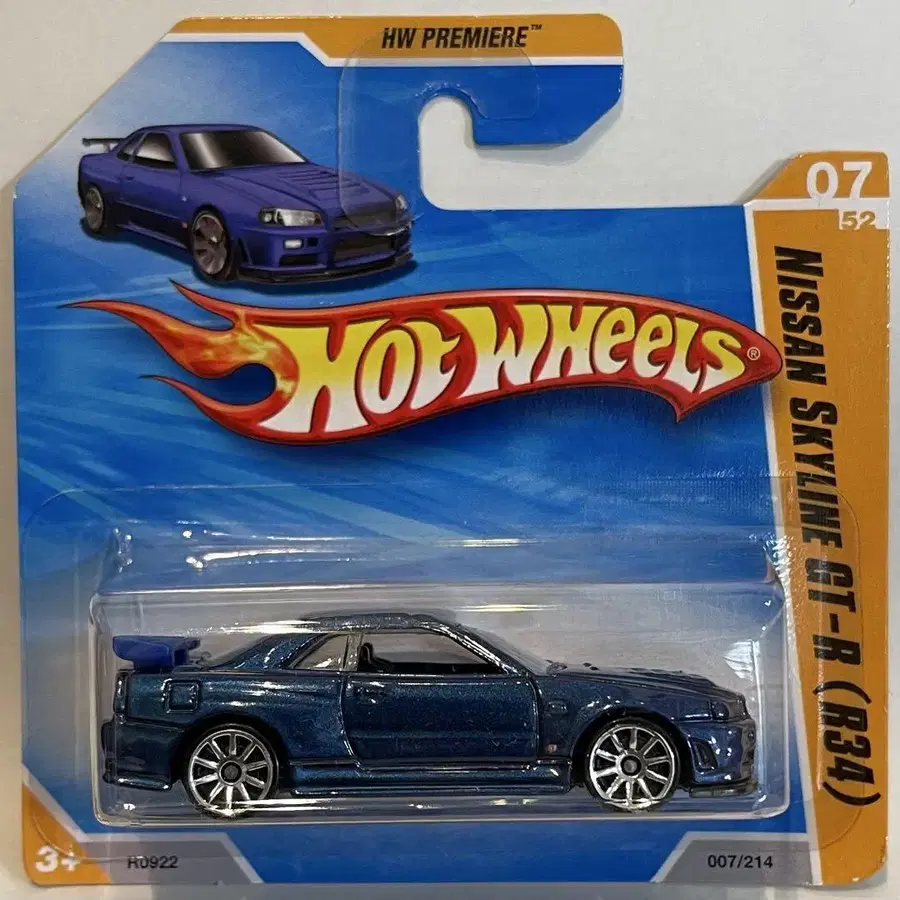 HW PREMIERE™
07
52
HOT WHEELS®
NISSAN SKYLINE GT-R (R34)
3+
R0922
007/214